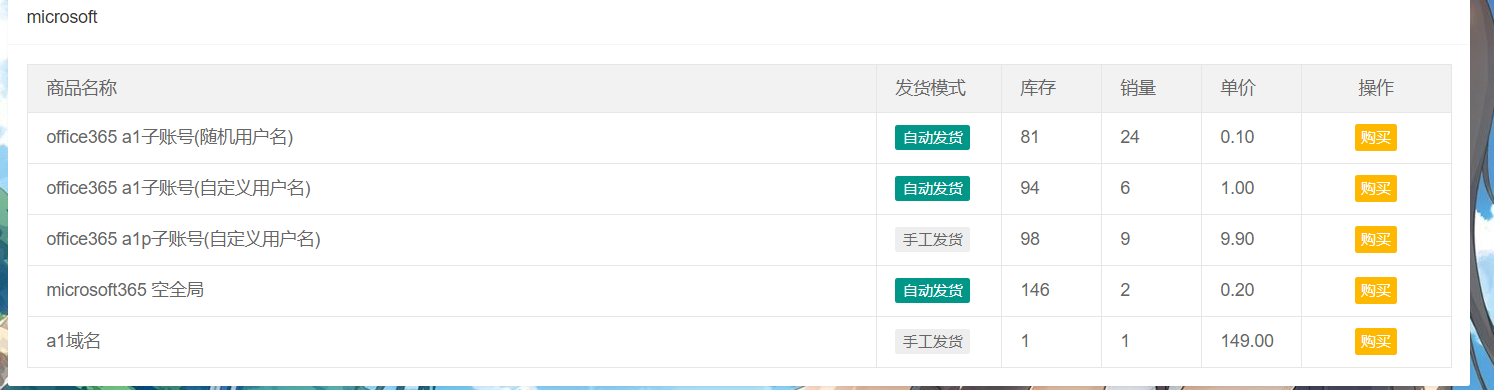 microsoft
商品名称 发货模式 库存 销量 单价 操作
office365 a1子账号(随机用户名) 自动发货 81 24 0.10 购买
office365 a1子账号(自定义用户名) 自动发货 94 6 1.00 购买
office365 a1p子账号(自定义用户名) 手工发货 98 9 9.90 购买
microsoft365 空全局 自动发货 146 2 0.20 购买
a1域名 手工发货 1 1 149.00 购买